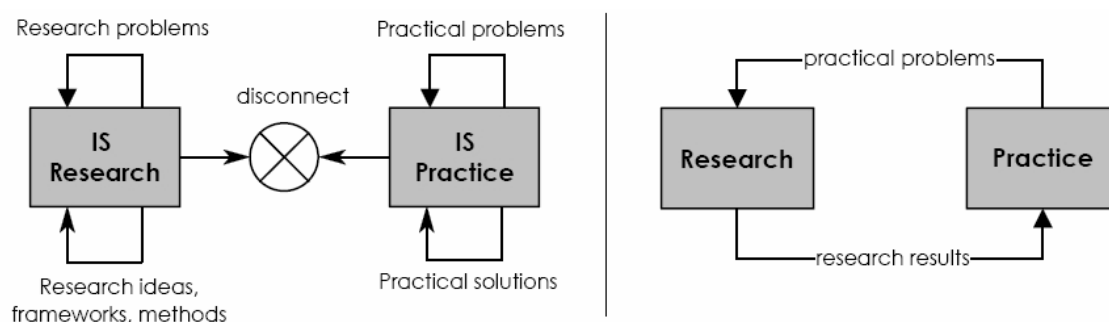 Research problems
Practical problems
disconnect
IS
Research
IS
Practice
Research ideas,
frameworks, methods
Practical solutions
practical problems
Research
Practice
research results